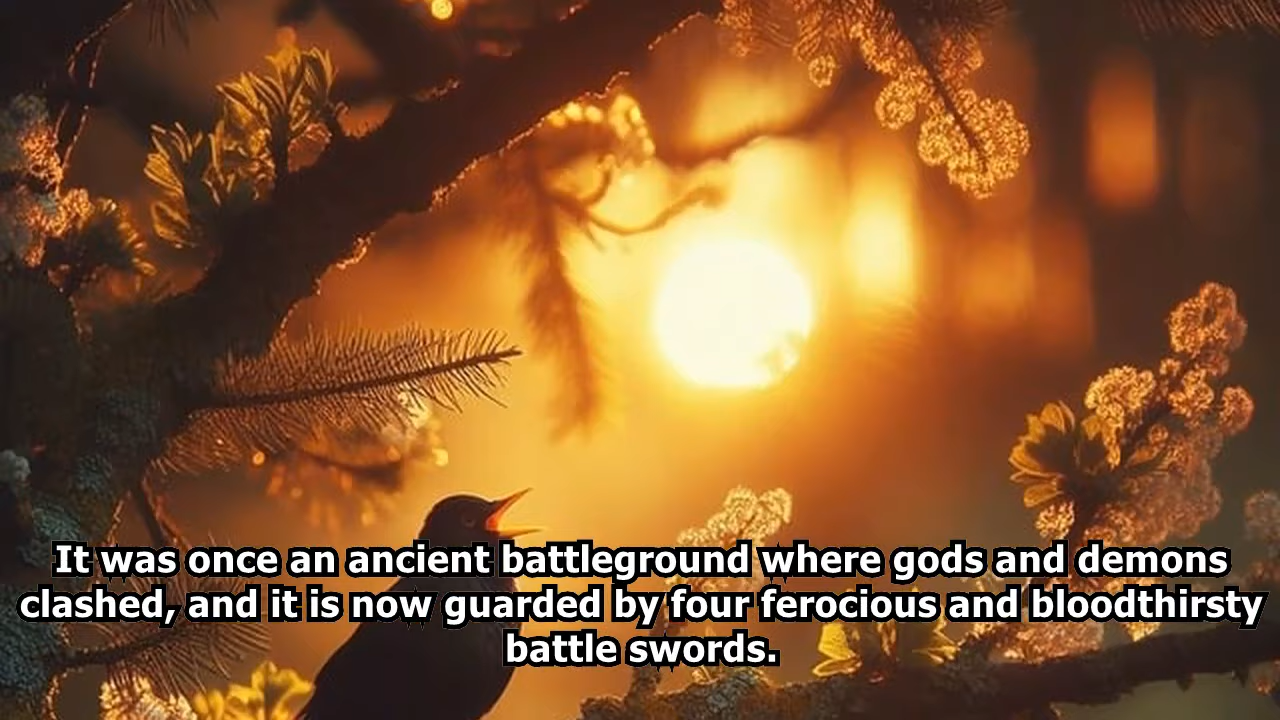 It was once an ancient battleground where gods and demons
clashed, and it is now guarded by four ferocious and bloodthirsty
battle swords.